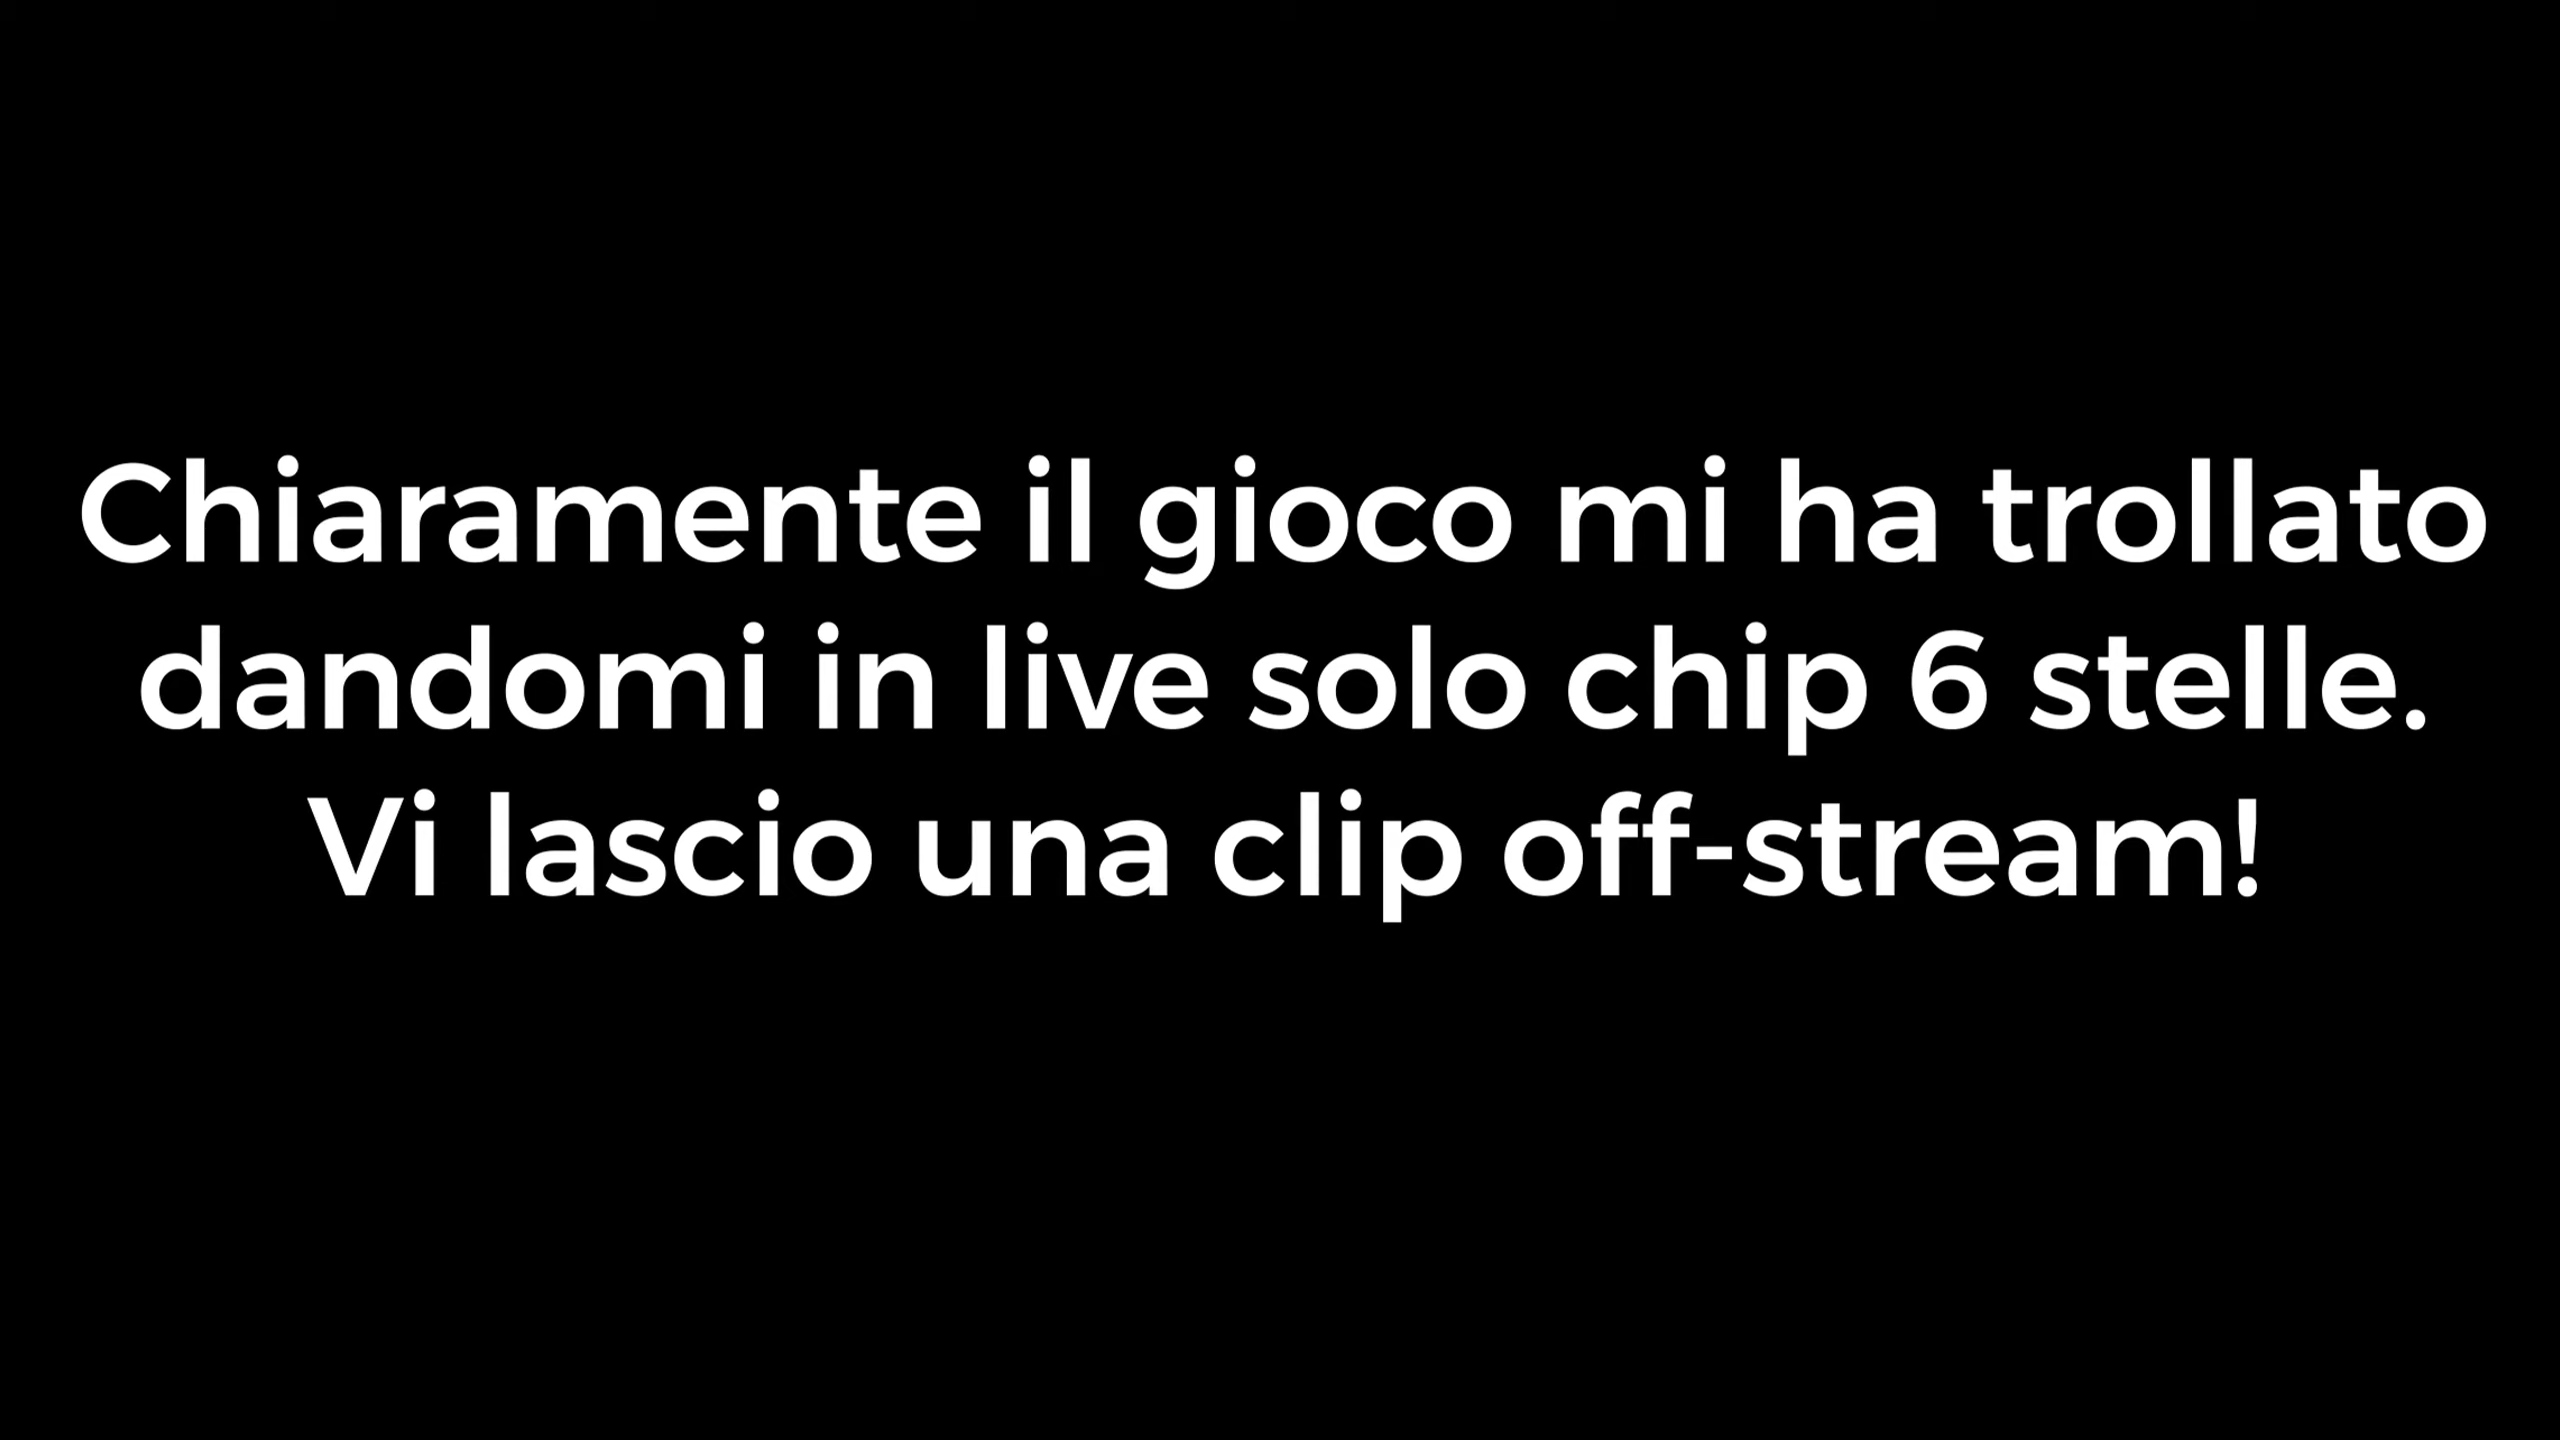 Chiaramente il gioco mi ha trollato
dandomi in live solo chip 6 stelle.
Vi lascio una clip off-stream!